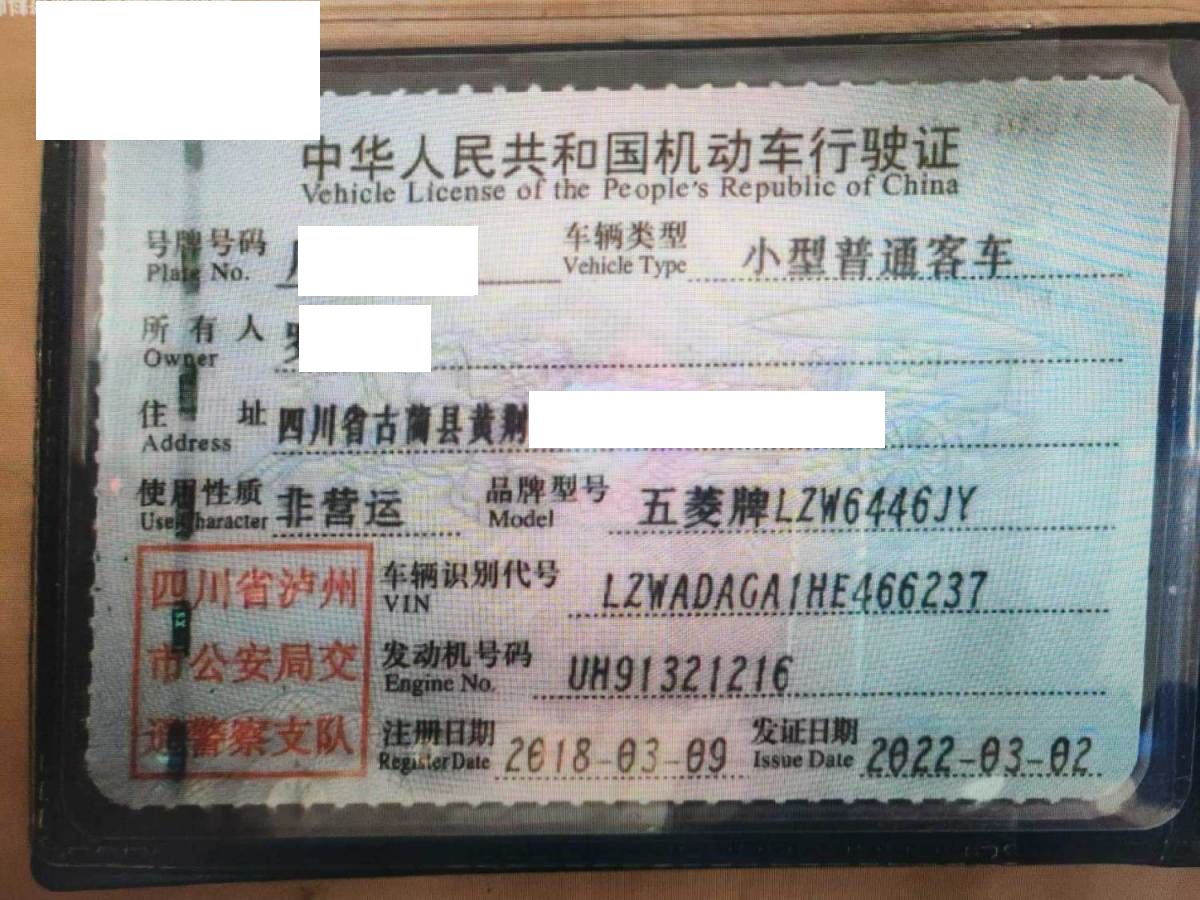 中华人民共和国机动车行驶证
Vehicle License of the People's Republic of China
号牌号码 车辆类型 小型普通客车
Plate No. Vehicle Type
所有人
Owner
住址 四川省古蔺县黄荆
Address
使用性质 非营运 品牌型号 五菱牌LZW6446JY
Use Character Model
四川省泸州
市公安局交
通警察支队
车辆识别代号 LZWADAGA1HE466237
VIN
发动机号码 UH91321216
Engine No.
注册日期 2018-03-09 发证日期 2022-03-02
Register Date Issue Date